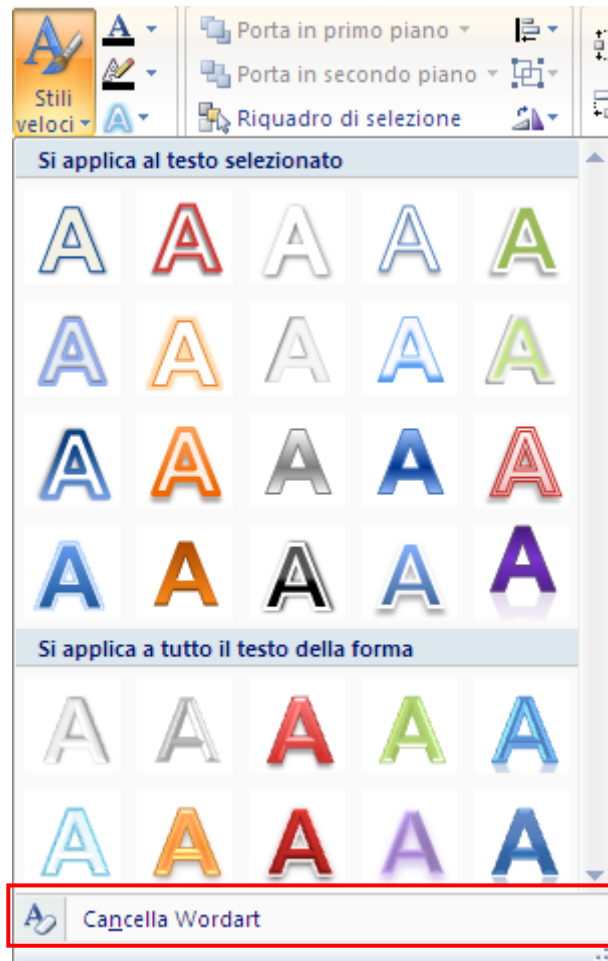 Porta in primo piano
Porta in secondo piano
Stili
veloci
Riquadro di selezione
Si applica al testo selezionato
A A A A A
A A A A A
A A A A A
A A A A A
Si applica a tutto il testo della forma
A A A A A
A A A A A
Cancella Wordart